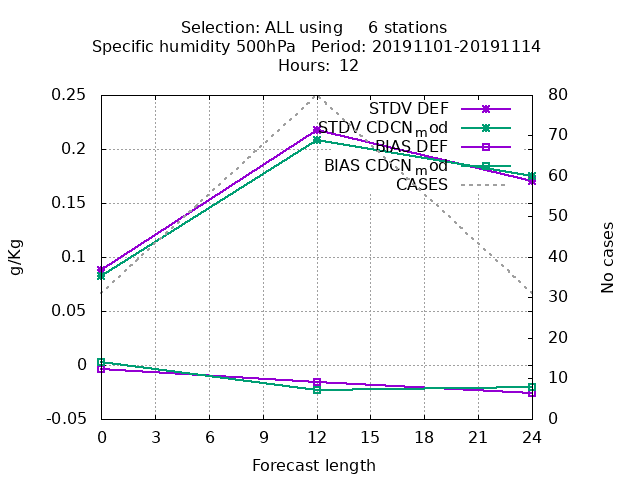 Selection: ALL using     6 stations
Specific humidity 500hPa   Period: 20191101-20191114
Hours:  12
0.25
0.2
0.15
0.1
0.05
0
-0.05
g/Kg
STDV DEF
STDV CDCN_mod
BIAS DEF
BIAS CDCN_mod
CASES
80
70
60
50
40
30
20
10
0
No cases
0 3 6 9 12 15 18 21 24
Forecast length